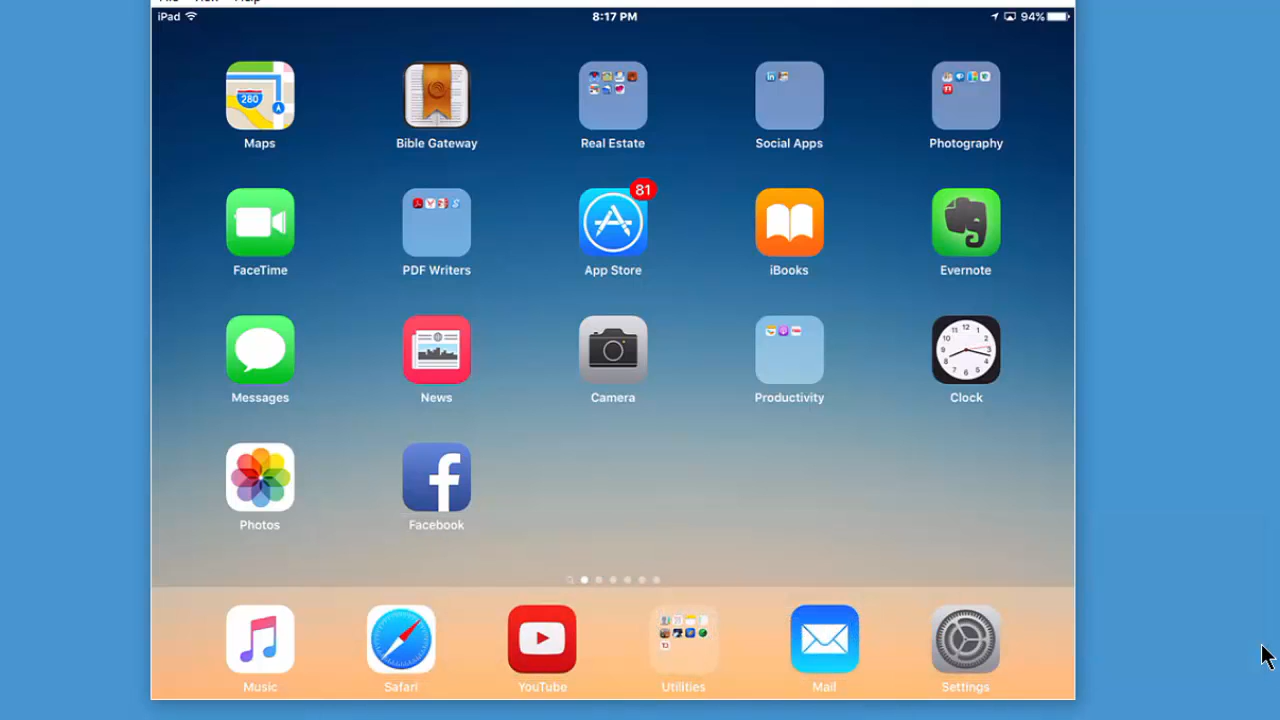 iPad 8:17 PM 94%
280
Maps Bible Gateway Real Estate Social Apps Photography
81
FaceTime PDF Writers App Store iBooks Evernote
Messages News Camera Productivity Clock
Photos Facebook
Music Safari YouTube Utilities Mail Settings